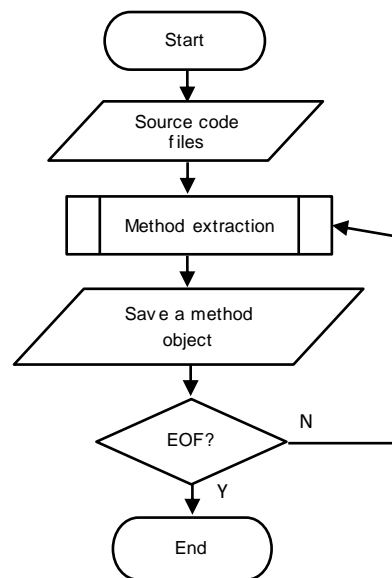 Start
Source code
files
Method extraction
Save a method
object
EOF?
N
Y
End